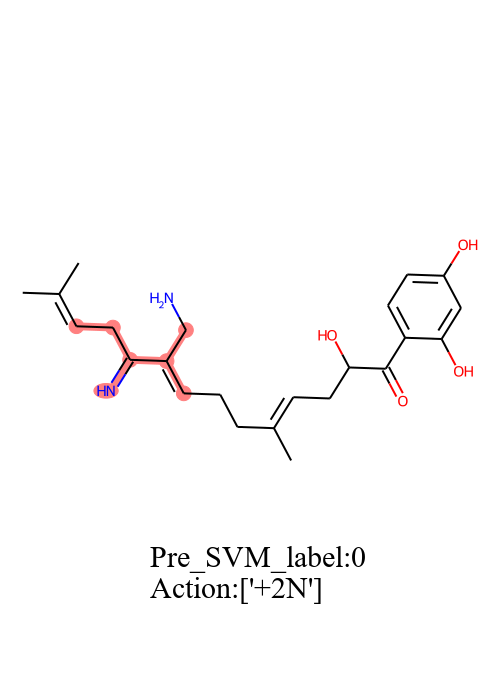 OH
H₂N
HO
HN
OH
O
Pre_SVM_label:0
Action:['+2N']